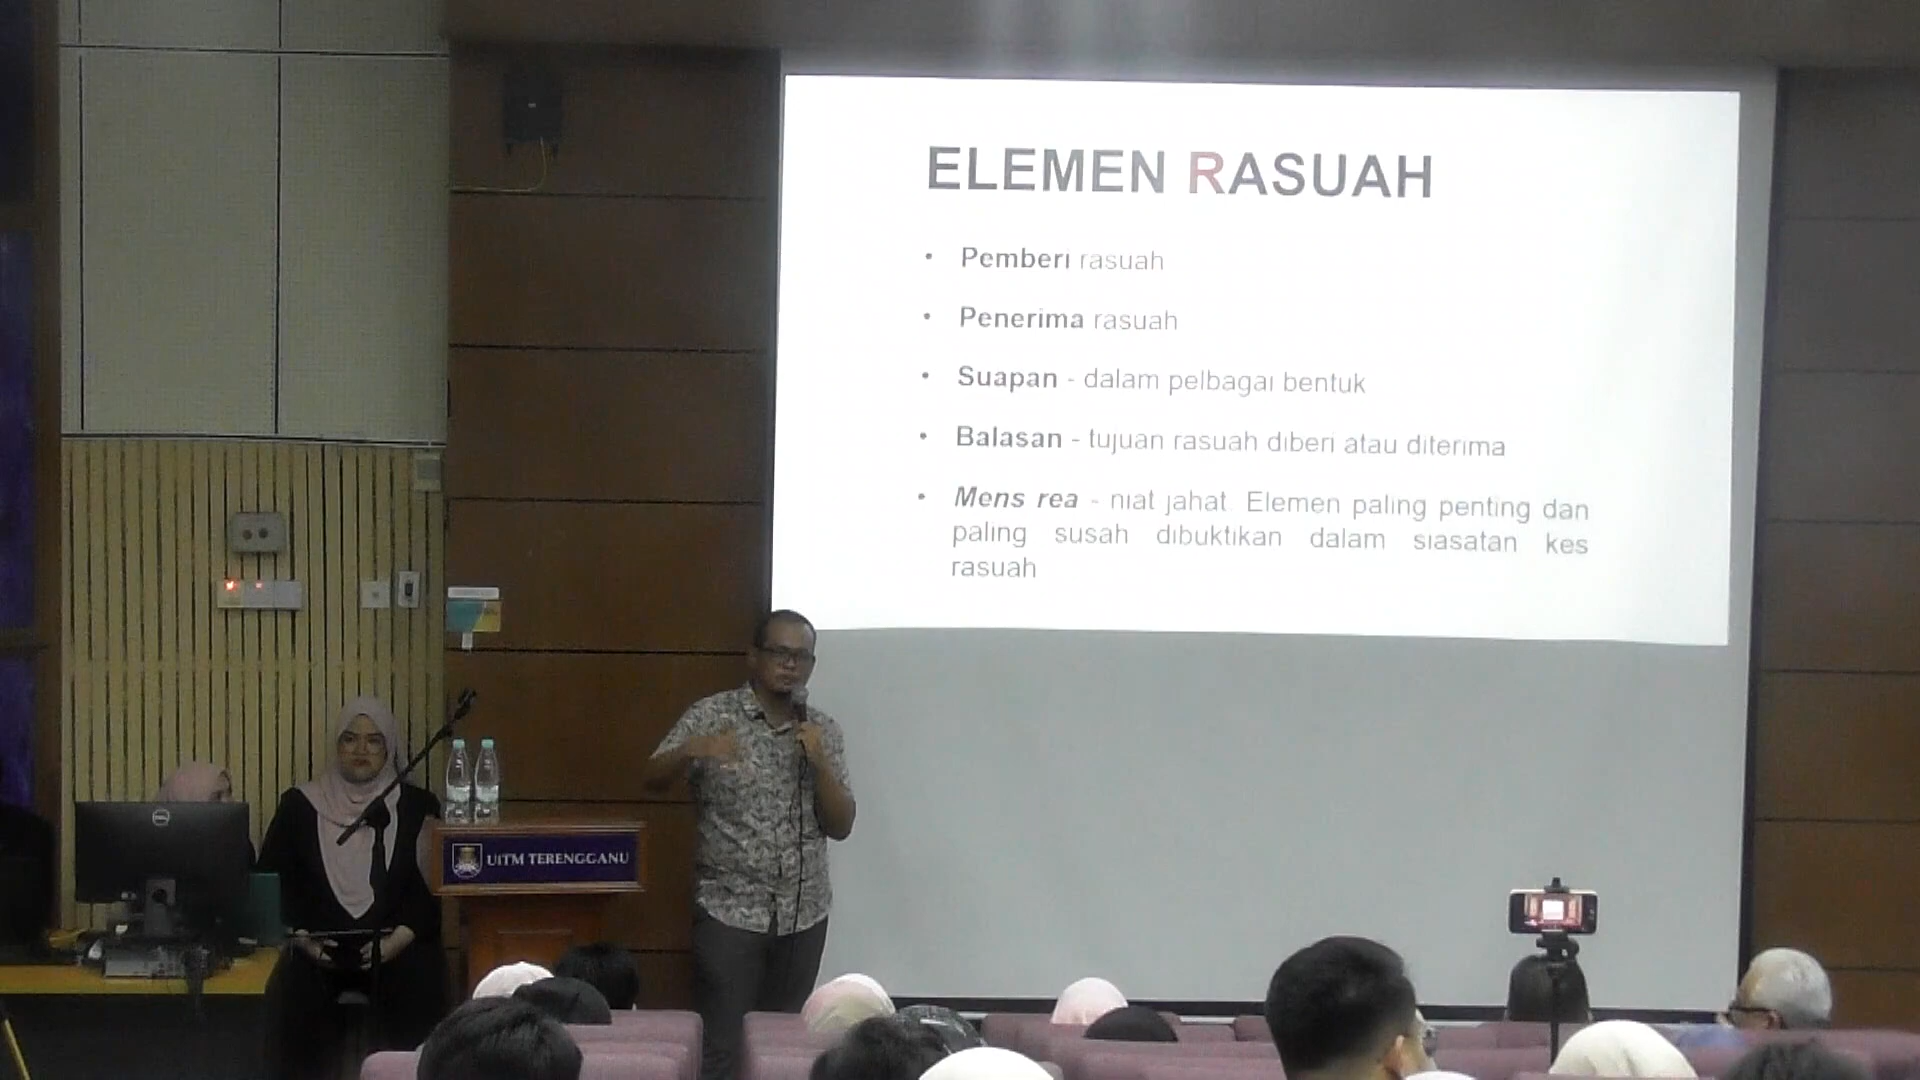 ELEMEN RASUAH
• Pemberi rasuah
• Penerima rasuah
• Suapan - dalam pelbagai bentuk
• Balasan - tujuan rasuah diberi atau diterima
• Mens rea - niat jahat. Elemen paling penting dan
paling susah dibuktikan dalam siasatan kes
rasuah
DELL
UiTM TERENGGANU